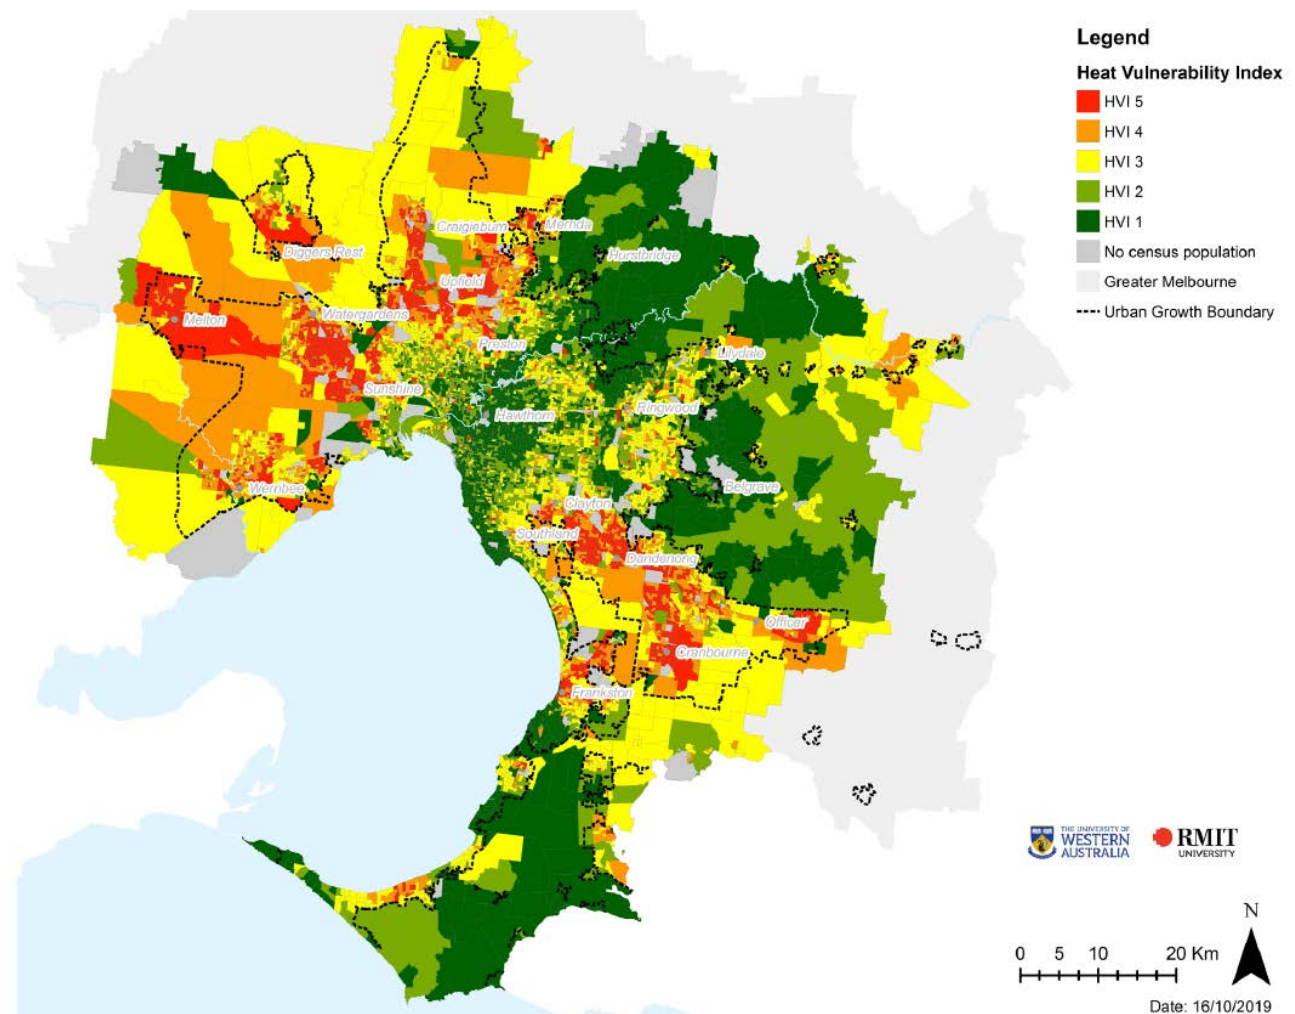 Legend
Heat Vulnerability Index
HVI 5
HVI 4
HVI 3
HVI 2
HVI 1
No census population
Greater Melbourne
Urban Growth Boundary
Craigieburn
Mernda
Diggers Rest
Hurstbridge
Upfield
Melton
Watergardens
Preston
Lilydale
Sunshine
Hawthorn
Ringwood
Werribee
Belgrave
Clayton
Southland
Dandenong
Officer
Cranbourne
Frankston
THE UNIVERSITY OF
WESTERN
AUSTRALIA
RMIT
UNIVERSITY
N
0 5 10 20 Km
Date: 16/10/2019